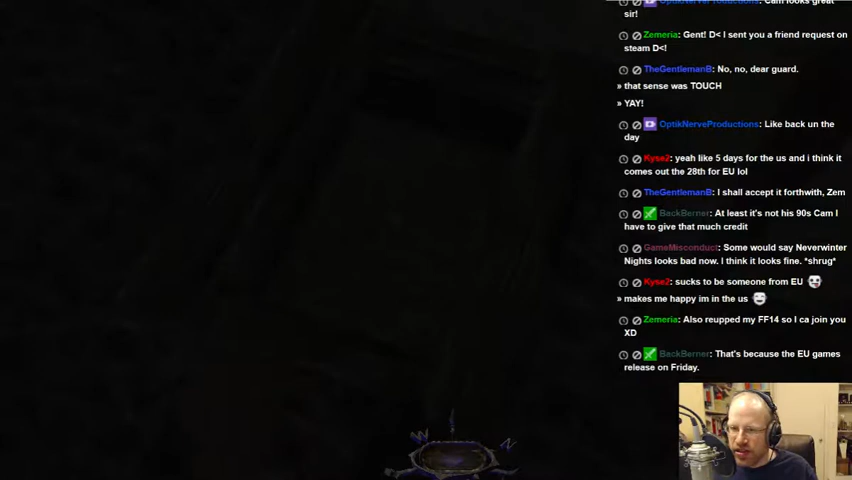 OptikNerveProductions: Cam looks great
sir!
Zemeria: Gent! D< I sent you a friend request on
steam D<!
TheGentlemanB: No, no, dear guard.
» that sense was TOUCH
» YAY!
OptikNerveProductions: Like back un the
day
Kyse2: yeah like 5 days for the us and i think it
comes out the 28th for EU lol
TheGentlemanB: I shall accept it forthwith, Zem
BackBerner: At least it's not his 90s Cam I
have to give that much credit
GameMisconduct: Some would say Neverwinter
Nights looks bad now. I think it looks fine. *shrug*
Kyse2: sucks to be someone from EU
» makes me happy im in the us
Zemeria: Also reupped my FF14 so I ca join you
XD
BackBerner: That's because the EU games
release on Friday.
W N